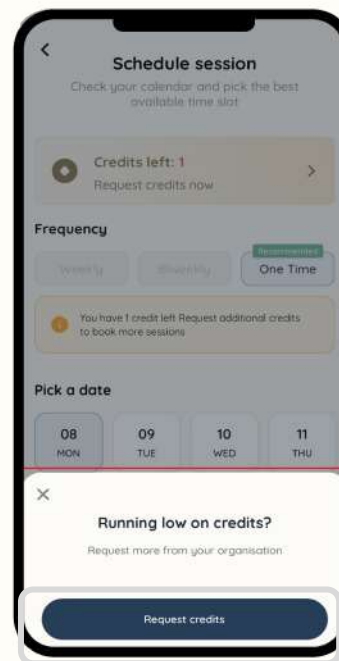 Schedule session
Check your calendar and pick the best
available time slot
Credits left: 1
Request credits now
Frequency
Recommended
Weekly
Biweekly
One Time
You have 1 credit left Request additional credits
to book more sessions
Pick a date
08
09
10
11
MON
TUE
WED
THU
Running low on credits?
Request more from your organisation
Request credits